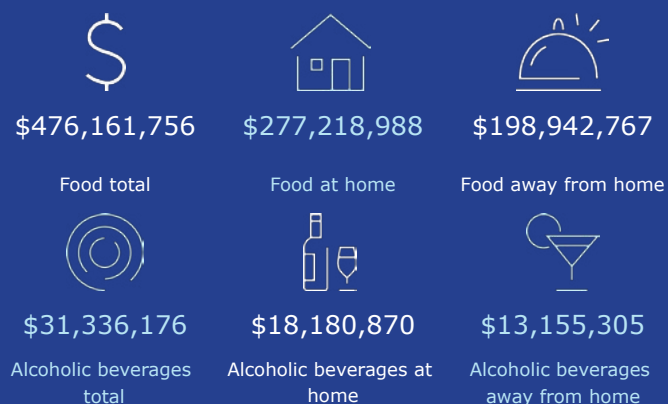 $476,161,756
$277,218,988
$198,942,767
Food total
Food at home
Food away from home
$31,336,176
$18,180,870
$13,155,305
Alcoholic beverages
total
Alcoholic beverages at
home
Alcoholic beverages
away from home